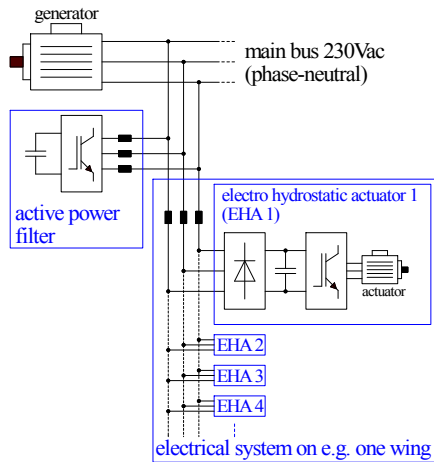 generator
main bus 230Vac
(phase-neutral)
active power
filter
electro hydrostatic actuator 1
(EHA 1)
actuator
EHA 2
EHA 3
EHA 4
electrical system on e.g. one wing